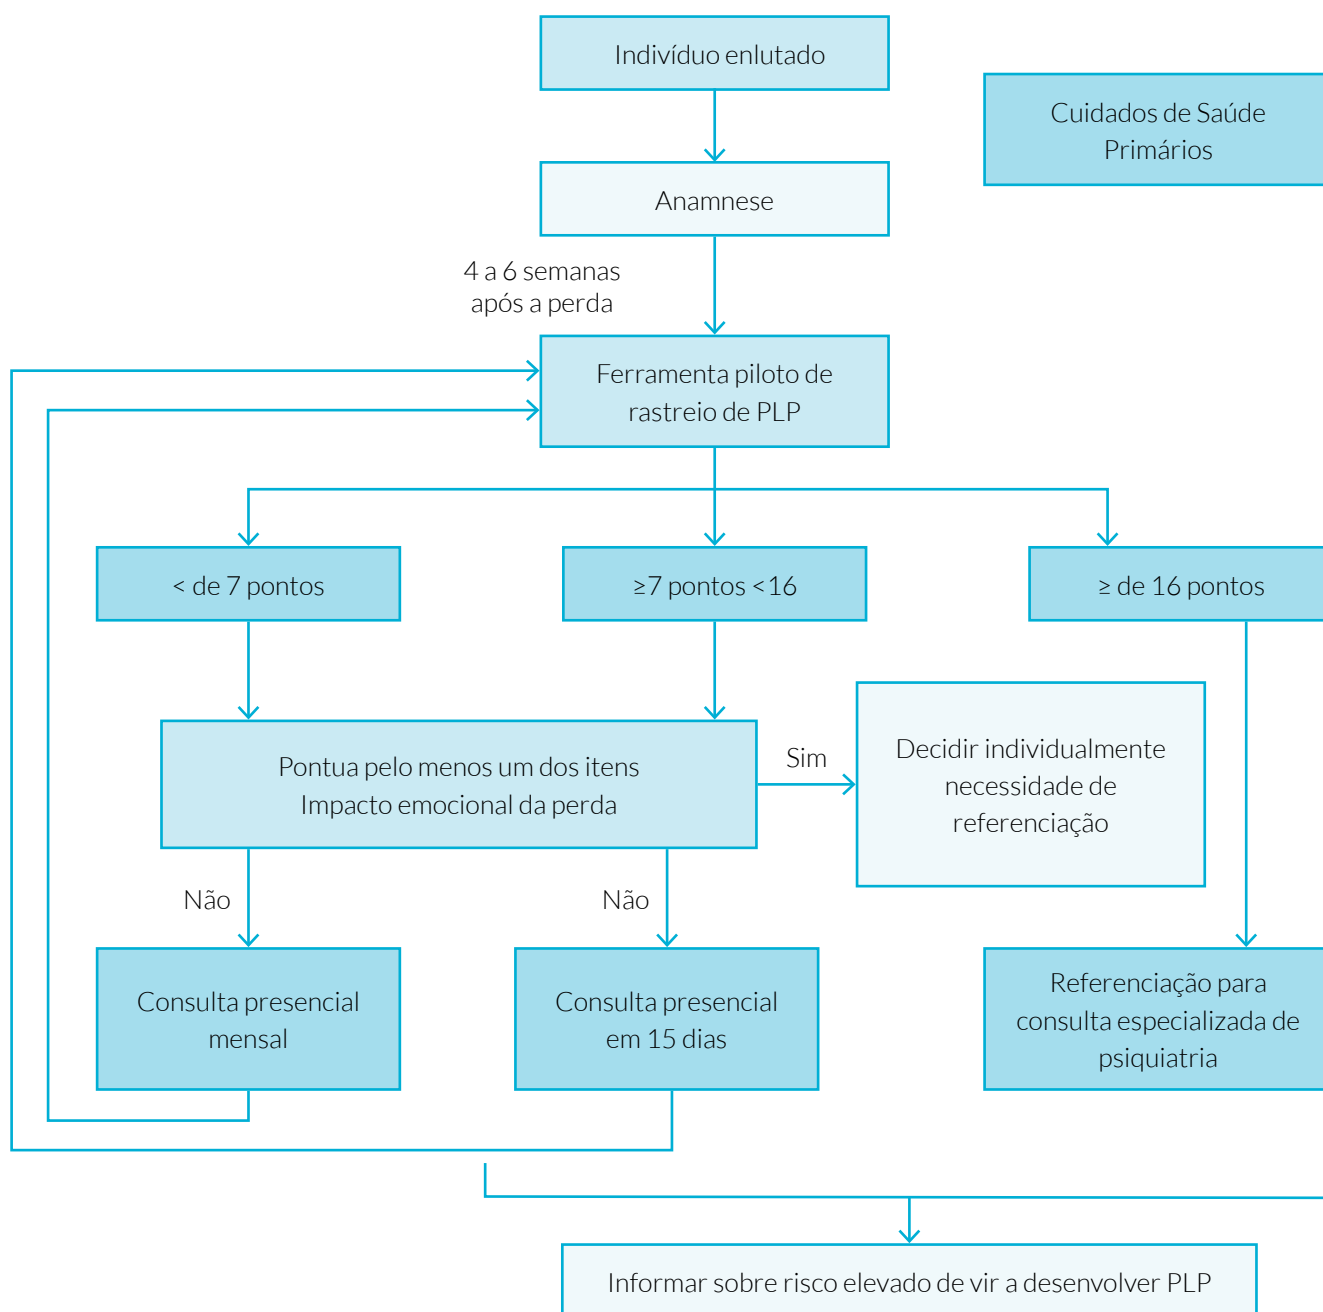 Indivíduo enlutado
Cuidados de Saúde
Primários
Anamnese
4 a 6 semanas
após a perda
Ferramenta piloto de
rastreio de PLP
< de 7 pontos
≥7 pontos <16
≥ de 16 pontos
Pontua pelo menos um dos itens
Impacto emocional da perda
Sim
Decidir individualmente
necessidade de
referenciação
Não
Não
Consulta presencial
mensal
Consulta presencial
em 15 dias
Referenciação para
consulta especializada de
psiquiatria
Informar sobre risco elevado de vir a desenvolver PLP